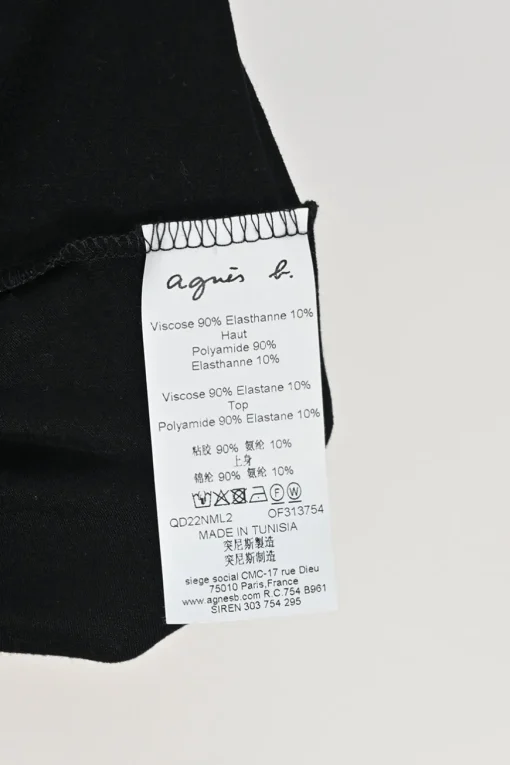 agnès b.
Viscose 90% Elasthanne 10%
Haut
Polyamide 90%
Elasthanne 10%
Viscose 90% Elastane 10%
Top
Polyamide 90% Elastane 10%
粘胶 90% 氨纶 10%
上身
锦纶 90% 氨纶 10%
F W
QD22NML2 OF313754
MADE IN TUNISIA
突尼斯製造
突尼斯制造
siege social CMC-17 rue Dieu
75010 Paris,France
www.agnesb.com R.C.754 B961
SIREN 303 754 295